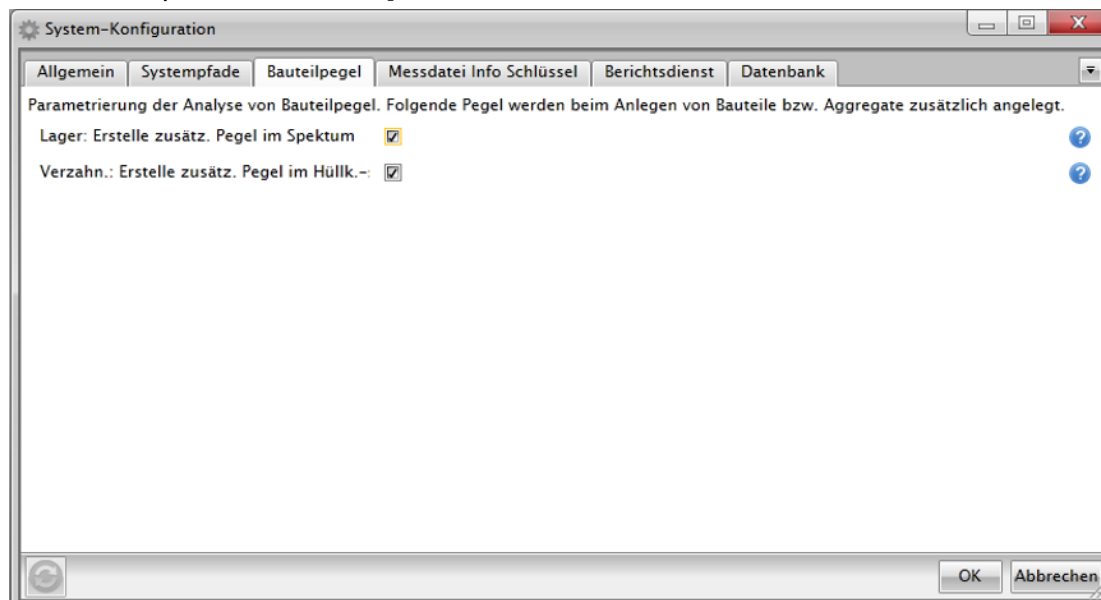 System-Konfiguration
Allgemein Systempfade Bauteilpegel Messdatei Info Schlüssel Berichtsdienst Datenbank
Parametrierung der Analyse von Bauteilpegel. Folgende Pegel werden beim Anlegen von Bauteile bzw. Aggregate zusätzlich angelegt.
Lager: Erstelle zusätz. Pegel im Spektum
Verzahn.: Erstelle zusätz. Pegel im Hüllk.-:
OK Abbrechen